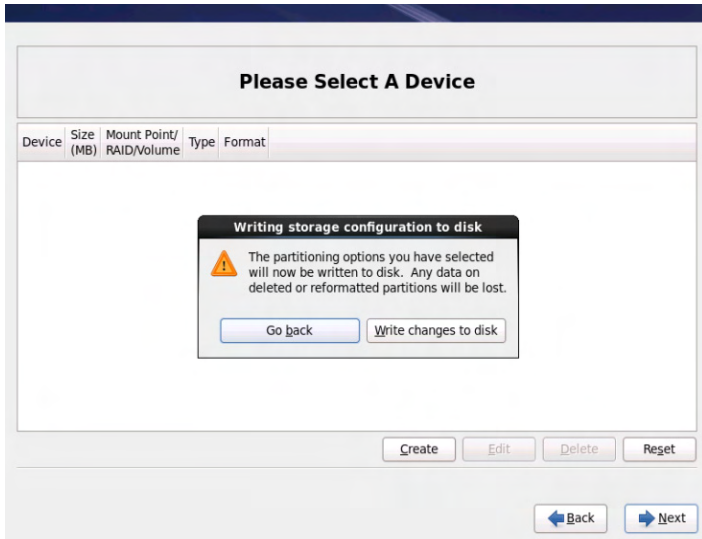 Please Select A Device
Device Size (MB) Mount Point/ RAID/Volume Type Format
Writing storage configuration to disk
The partitioning options you have selected
will now be written to disk. Any data on
deleted or reformatted partitions will be lost.
Go back Write changes to disk
Create Edit Delete Reset
Back Next